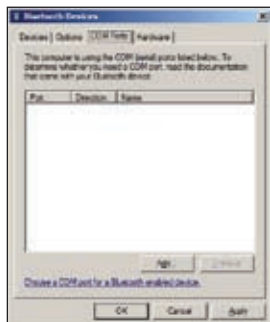 Bluetooth Devices
Devices Options COM Ports Hardware
This computer is using the COM (serial) ports listed below. To
determine whether you need a COM port, read the documentation
that came with your Bluetooth device.
Port Direction Name
Add... Remove
Choose a COM port for a Bluetooth enabled device.
OK Cancel Apply